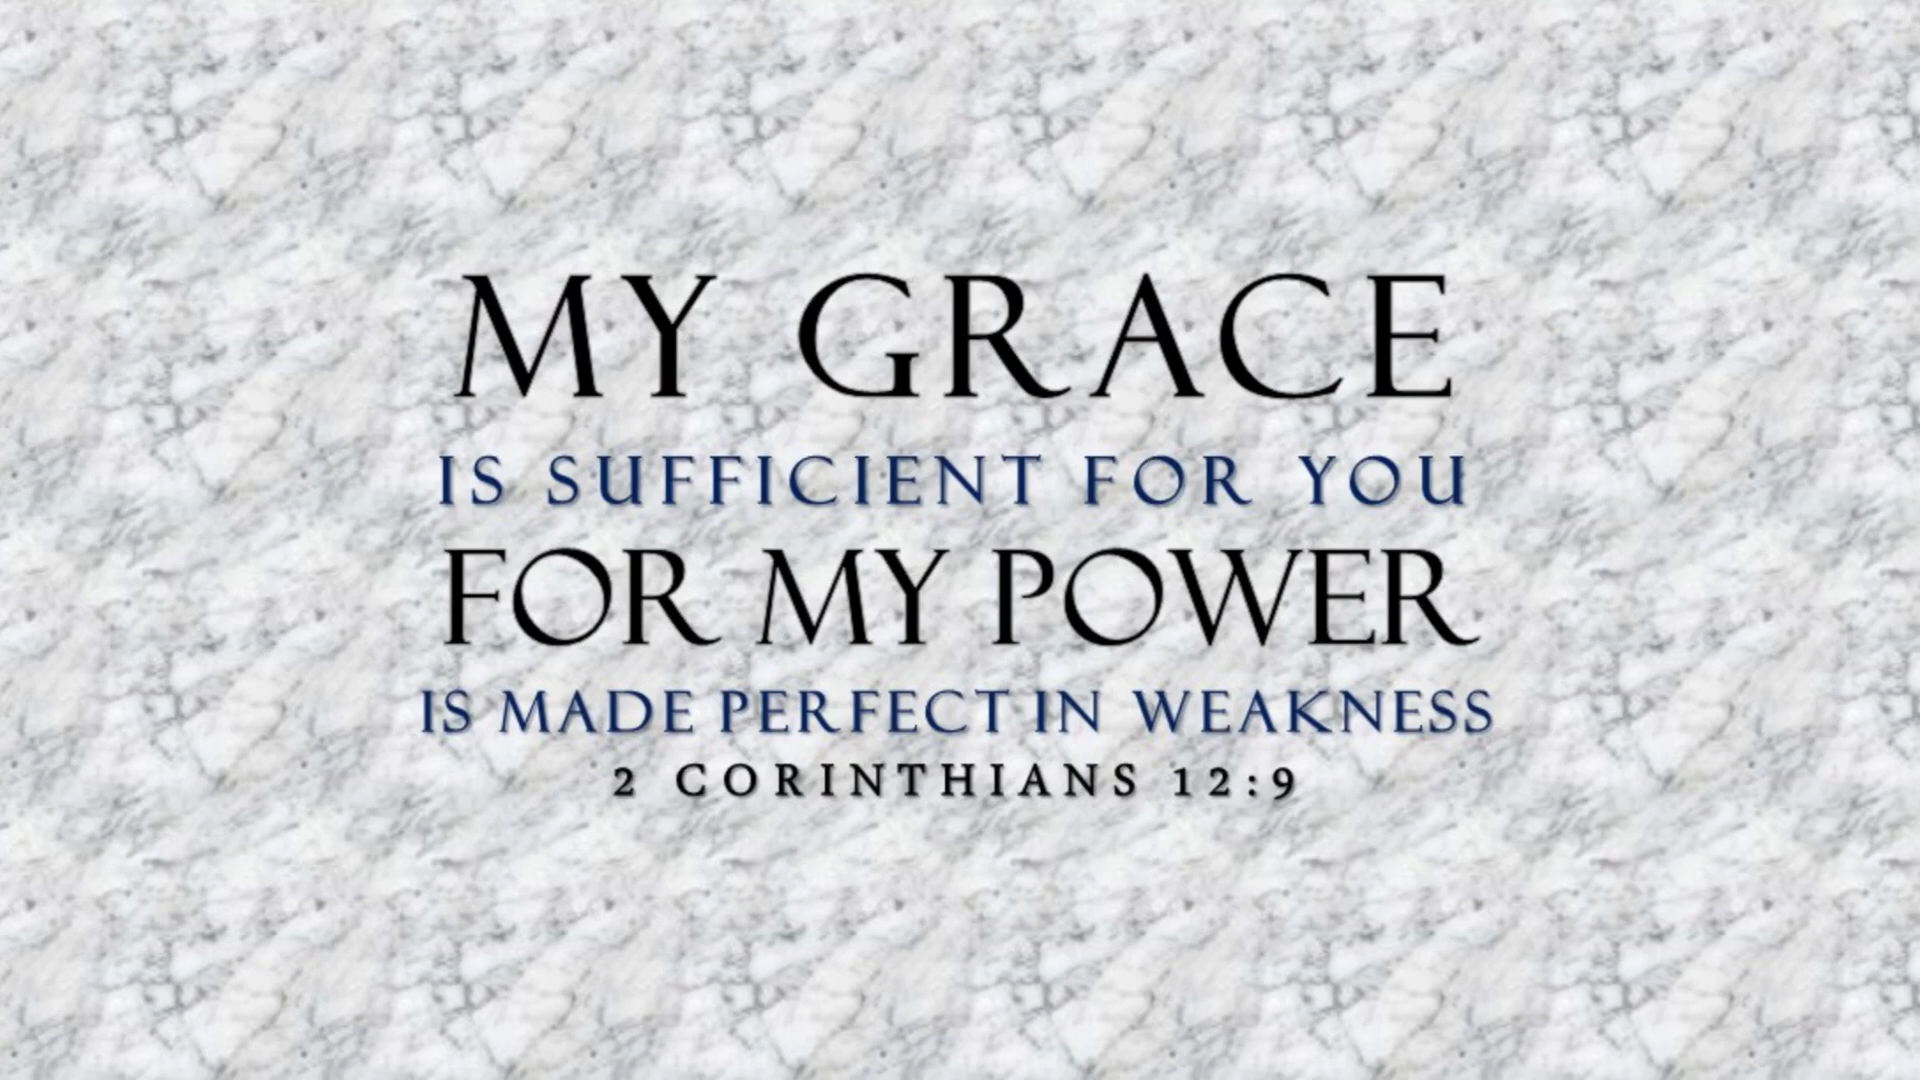 MY GRACE
IS SUFFICIENT FOR YOU
FOR MY POWER
IS MADE PERFECT IN WEAKNESS
2 CORINTHIANS 12:9